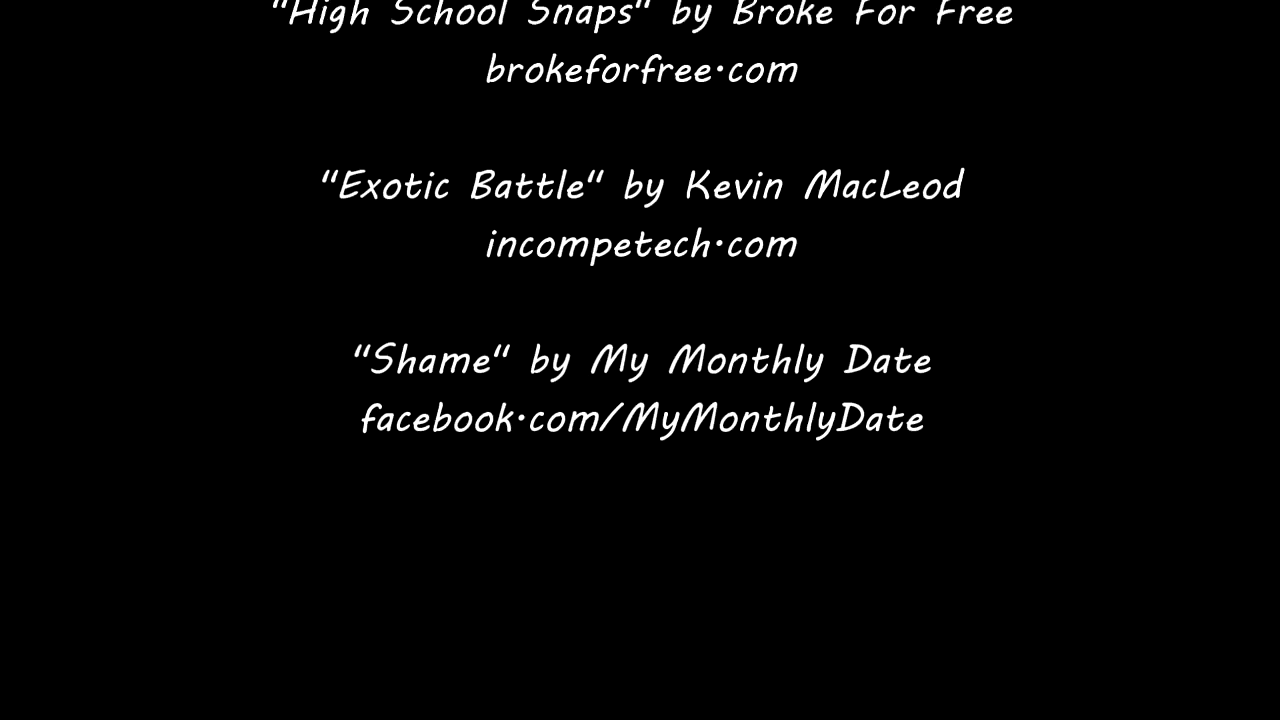 "High School Snaps" by Broke For Free
brokeforfree.com
"Exotic Battle" by Kevin MacLeod
incompetech.com
"Shame" by My Monthly Date
facebook.com/MyMonthlyDate